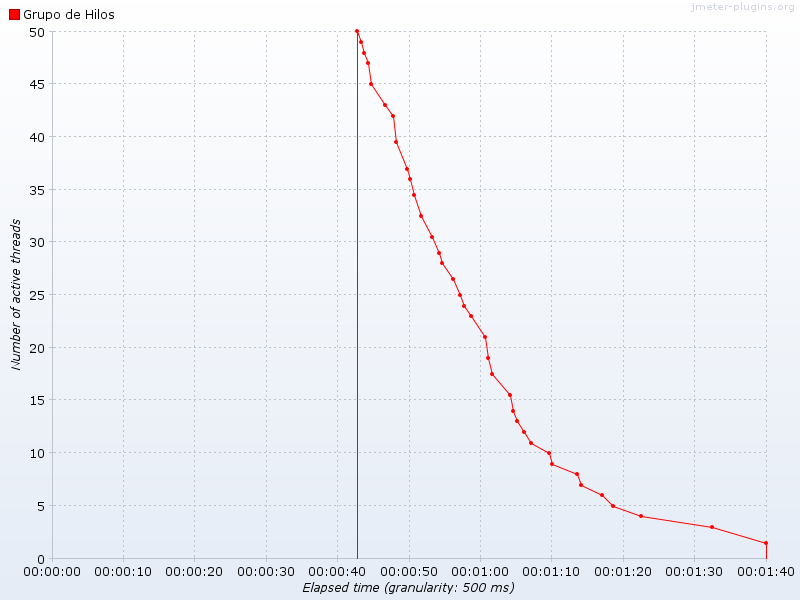 jmeter-plugins.org
Grupo de Hilos
50
45
40
35
30
25
20
15
10
5
0
Number of active threads
00:00:00 00:00:10 00:00:20 00:00:30 00:00:40 00:00:50 00:01:00 00:01:10 00:01:20 00:01:30 00:01:40
Elapsed time (granularity: 500 ms)